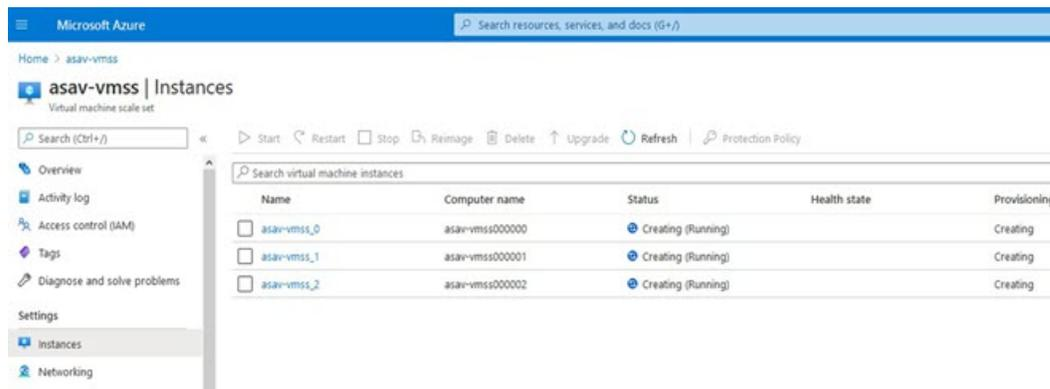 Microsoft Azure
Search resources, services, and docs (G+/)
Home > asav-vmss
asav-vmss | Instances
Virtual machine scale set
Search (Ctrl+/)
«
Start Restart Stop Reimage Delete Upgrade Refresh Protection Policy
Overview
Search virtual machine instances
Activity log
Name Computer name Status Health state Provisioning
Access control (IAM)
asav-vmss_0 asav-vmss000000 Creating (Running) Creating
Tags
asav-vmss_1 asav-vmss000001 Creating (Running) Creating
Diagnose and solve problems
asav-vmss_2 asav-vmss000002 Creating (Running) Creating
Settings
Instances
Networking